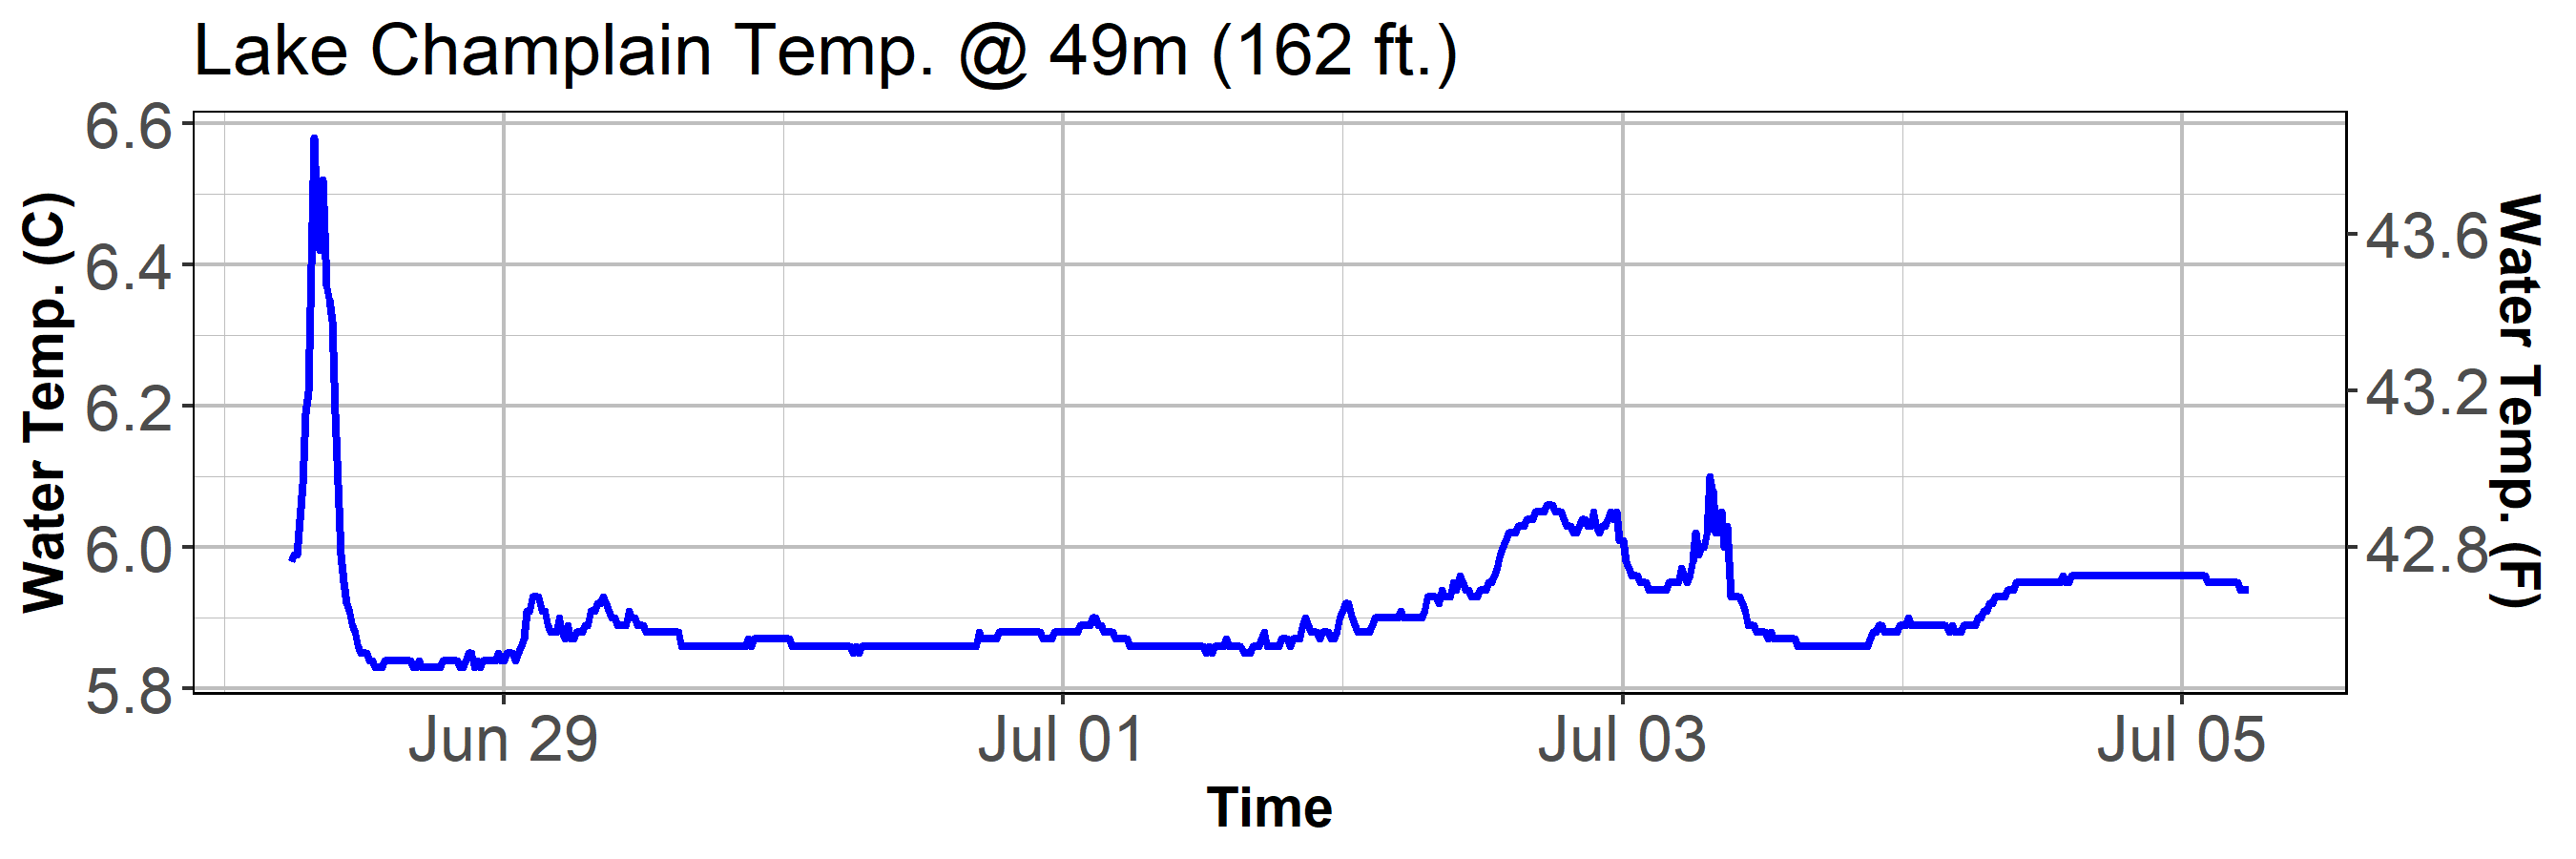 Lake Champlain Temp. @ 49m (162 ft.)
Water Temp. (C)
6.6
6.4
6.2
6.0
5.8
43.6
43.2
42.8
Water Temp. (F)
Jun 29
Jul 01
Jul 03
Jul 05
Time